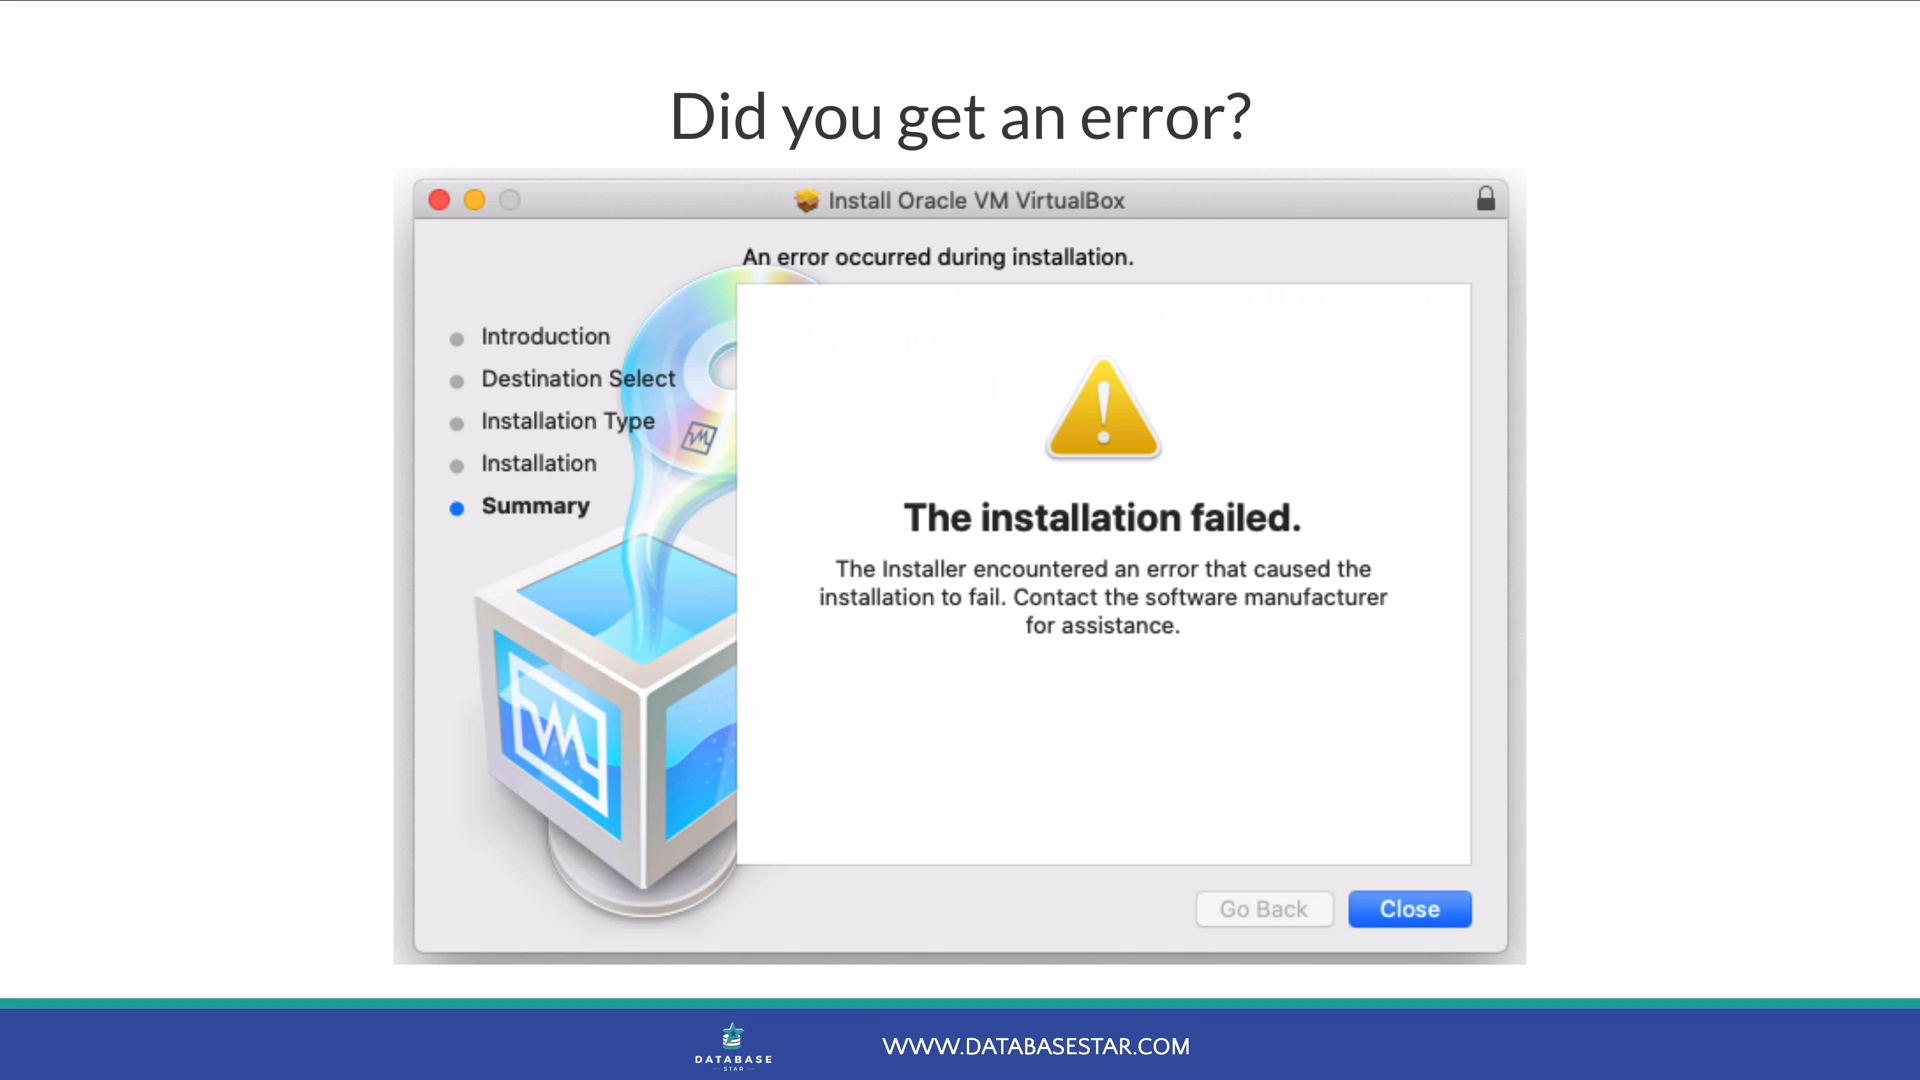 Did you get an error?
Install Oracle VM VirtualBox
An error occurred during installation.
Introduction
Destination Select
Installation Type
Installation
Summary
The installation failed.
The Installer encountered an error that caused the
installation to fail. Contact the software manufacturer
for assistance.
Go Back
Close
DATABASE
STAR
WWW.DATABASESTAR.COM